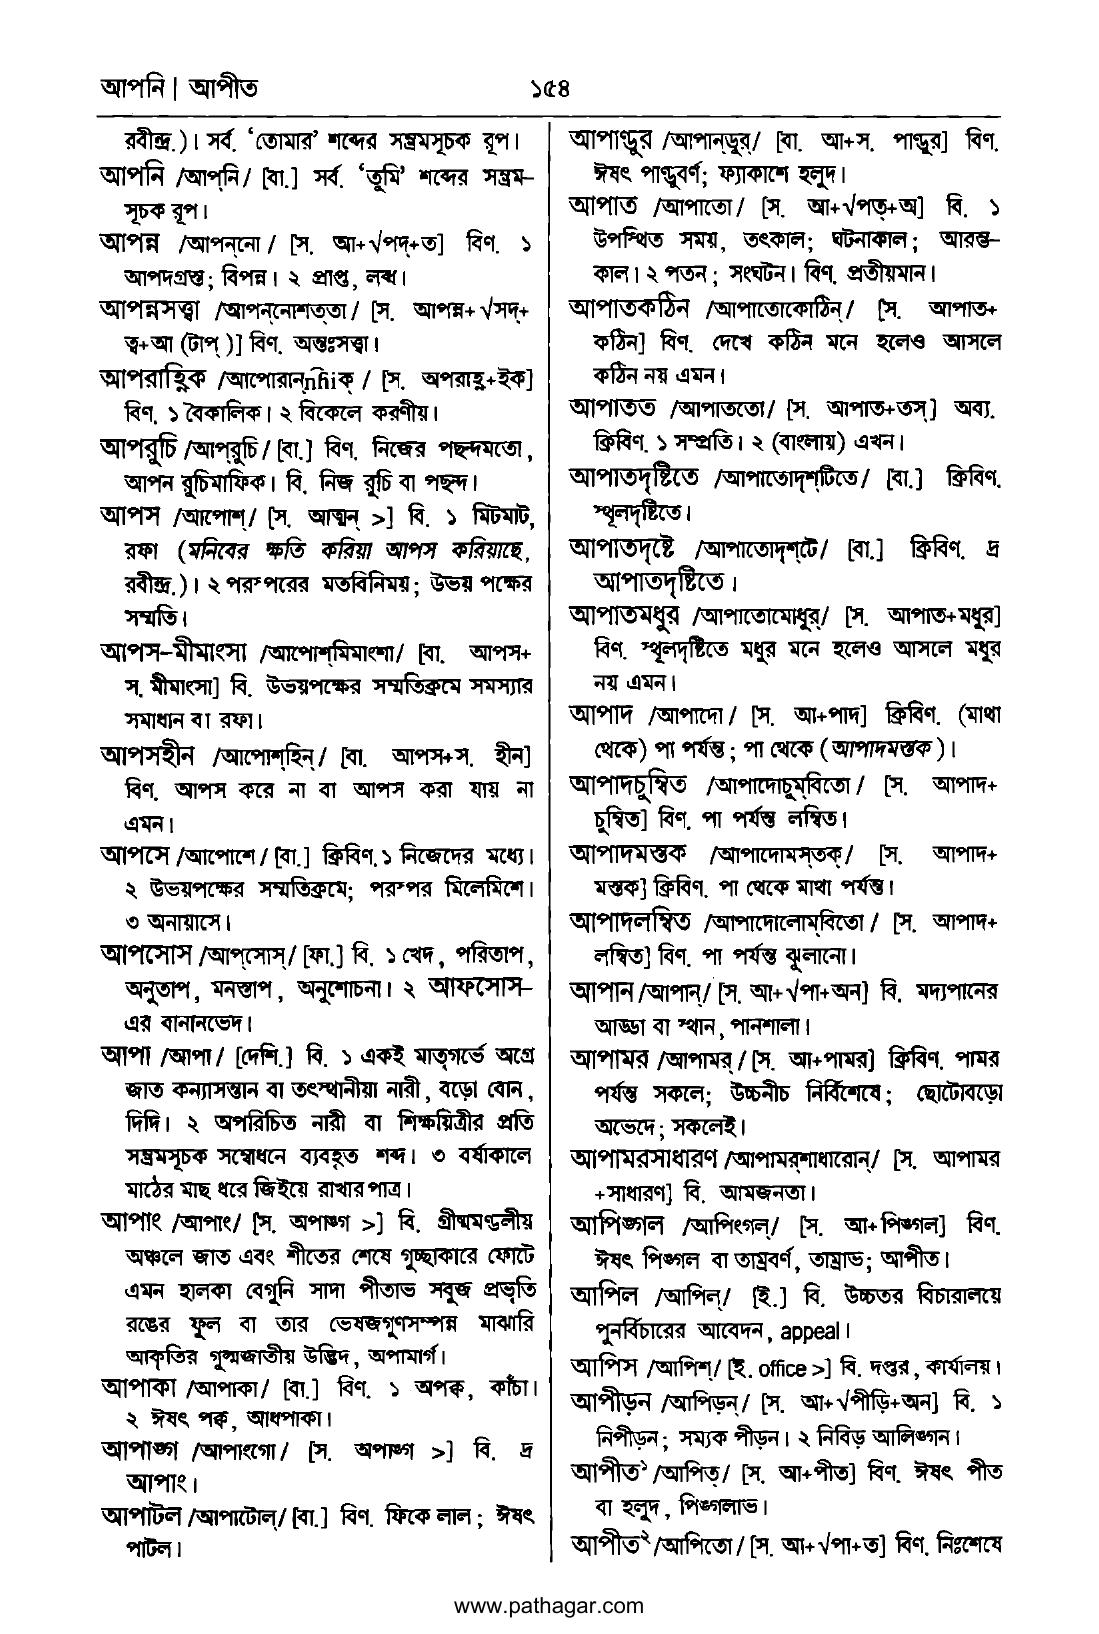 আপনি | আপীত
১৫৪
রবীন্দ্র.)। সর্ব. ‘তোমার’ শব্দের সম্ভ্রমসূচক রূপ।
আপনি /আপ্‌নি/ [বা.] সর্ব. ‘তুমি’ শব্দের সম্ভ্রম-
সূচক রূপ।
আপন্ন /আপন্‌নো/ [স. আ+√পদ্+ত] বিণ. ১
আপদগ্রস্ত; বিপন্ন। ২ প্রাপ্ত, লব্ধ।
আপন্নসত্ত্বা /আপন্‌নোশত্‌তা/ [স. আপন্ন+√সদ্+
ত্ব+আ (টাপ্)] বিণ. অন্তঃসত্ত্বা।
আপরাহ্ণিক /আপোরান্‌n̂ĥiক্/ [স. অপরাহ্ণ+ইক]
বিণ. ১ বৈকালিক। ২ বিকেলে করণীয়।
আপরুচি /আপ্‌রুচি/ [বা.] বিণ. নিজের পছন্দমতো,
আপন রুচিমাফিক। বি. নিজ রুচি বা পছন্দ।
আপস /আপোশ্/ [স. আত্মন্ >] বি. ১ মিটমাট,
রফা (মনিবের ক্ষতি করিয়া আপস করিয়াছে,
রবীন্দ্র.)। ২ পরস্পরের মতবিনিময়; উভয় পক্ষের
সম্মতি।
আপস-মীমাংসা /আপোশ্‌মিমাংশা/ [বা. আপস+
স. মীমাংসা] বি. উভয়পক্ষের সম্মতিক্রমে সমস্যার
সমাধান বা রফা।
আপসহীন /আপোশ্‌হিন্/ [বা. আপস+স. হীন]
বিণ. আপস করে না বা আপস করা যায় না
এমন।
আপসে /আপোশে/ [বা.] ক্রিবিণ. ১ নিজেদের মধ্যে।
২ উভয়পক্ষের সম্মতিক্রমে; পরস্পর মিলেমিশে।
৩ অনায়াসে।
আপসোস /আপ্‌সোস্/ [ফা.] বি. ১ খেদ, পরিতাপ,
অনুতাপ, মনস্তাপ, অনুশোচনা। ২ আফসোস-
এর বানানভেদ।
আপা /আপা/ [দেশি.] বি. ১ একই মাতৃগর্ভে অগ্রে
জাত কন্যাসন্তান বা তৎস্থানীয়া নারী, বড়ো বোন,
দিদি। ২ অপরিচিত নারী বা শিক্ষয়িত্রীর প্রতি
সম্ভ্রমসূচক সম্বোধনে ব্যবহৃত শব্দ। ৩ বর্ষাকালে
মাঠের মাছ ধরে জিইয়ে রাখার পাত্র।
আপাং /আপাং/ [স. অপাঙ্গ >] বি. গ্রীষ্মমণ্ডলীয়
অঞ্চলে জাত এবং শীতের শেষে গুচ্ছাকারে ফোটে
এমন হালকা বেগুনি সাদা পীতাভ সবুজ প্রভৃতি
রঙের ফুল বা তার ভেষজগুণসম্পন্ন মাঝারি
আকৃতির গুল্মজাতীয় উদ্ভিদ, অপামার্গ।
আপাকা /আপাকা/ [বা.] বিণ. ১ অপক্ব, কাঁচা।
২ ঈষৎ পক্ব, আধপাকা।
আপাঙ্গ /আপাংগো/ [স. অপাঙ্গ >] বি. দ্র
আপাং।
আপাটল /আপাটোল্/ [বা.] বিণ. ফিকে লাল; ঈষৎ
পাটল।
আপাণ্ডুর /আপান্‌ডুর্/ [বা. আ+স. পাণ্ডুর] বিণ.
ঈষৎ পাণ্ডুবর্ণ; ফ্যাকাশে হলুদ।
আপাত /আপাতো/ [স. আ+√পত্+অ] বি. ১
উপস্থিত সময়, তৎকাল; ঘটনাকাল; আরম্ভ-
কাল। ২ পতন; সংঘটন। বিণ. প্রতীয়মান।
আপাতকঠিন /আপাতোকোঠিন্/ [স. আপাত+
কঠিন] বিণ. দেখে কঠিন মনে হলেও আসলে
কঠিন নয় এমন।
আপাতত /আপাততো/ [স. আপাত+তস্] অব্য.
ক্রিবিণ. ১ সম্প্রতি। ২ (বাংলায়) এখন।
আপাতদৃষ্টিতে /আপাতোদৃশ্‌টিতে/ [বা.] ক্রিবিণ.
স্থূলদৃষ্টিতে।
আপাতদৃষ্টে /আপাতোদৃশ্‌টে/ [বা.] ক্রিবিণ. দ্র
আপাতদৃষ্টিতে।
আপাতমধুর /আপাতোমোধুর্/ [স. আপাত+মধুর]
বিণ. স্থূলদৃষ্টিতে মধুর মনে হলেও আসলে মধুর
নয় এমন।
আপাদ /আপাদো/ [স. আ+পাদ] ক্রিবিণ. (মাথা
থেকে) পা পর্যন্ত; পা থেকে (আপাদমস্তক)।
আপাদচুম্বিত /আপাদোচুম্‌বিতো/ [স. আপাদ+
চুম্বিত] বিণ. পা পর্যন্ত লম্বিত।
আপাদমস্তক /আপাদোমস্‌তক্/ [স. আপাদ+
মস্তক] ক্রিবিণ. পা থেকে মাথা পর্যন্ত।
আপাদলম্বিত /আপাদোলোম্‌বিতো/ [স. আপাদ+
লম্বিত] বিণ. পা পর্যন্ত ঝুলানো।
আপান /আপান্/ [স. আ+√পা+অন] বি. মদ্যপানের
আড্ডা বা স্থান, পানশালা।
আপামর /আপামর্/ [স. আ+পামর] ক্রিবিণ. পামর
পর্যন্ত সকলে; উচ্চনীচ নির্বিশেষে; ছোটোবড়ো
অভেদে; সকলেই।
আপামরসাধারণ /আপামর্‌শাধারোন্/ [স. আপামর
+সাধারণ] বি. আমজনতা।
আপিঙ্গল /আপিংগল্/ [স. আ+পিঙ্গল] বিণ.
ঈষৎ পিঙ্গল বা তাম্রবর্ণ, তাম্রাভ; আপীত।
আপিল /আপিল্/ [ই.] বি. উচ্চতর বিচারালয়ে
পুনর্বিচারের আবেদন, appeal।
আপিস /আপিশ্/ [ই. office >] বি. দপ্তর, কার্যালয়।
আপীড়ন /আপিড়ন্/ [স. আ+√পীড়ি+অন] বি. ১
নিপীড়ন; সম্যক পীড়ন। ২ নিবিড় আলিঙ্গন।
আপীত১ /আপিত্/ [স. আ+পীত] বিণ. ঈষৎ পীত
বা হলুদ, পিঙ্গলাভ।
আপীত২ /আপিতো/ [স. আ+√পা+ত] বিণ. নিঃশেষে
www.pathagar.com